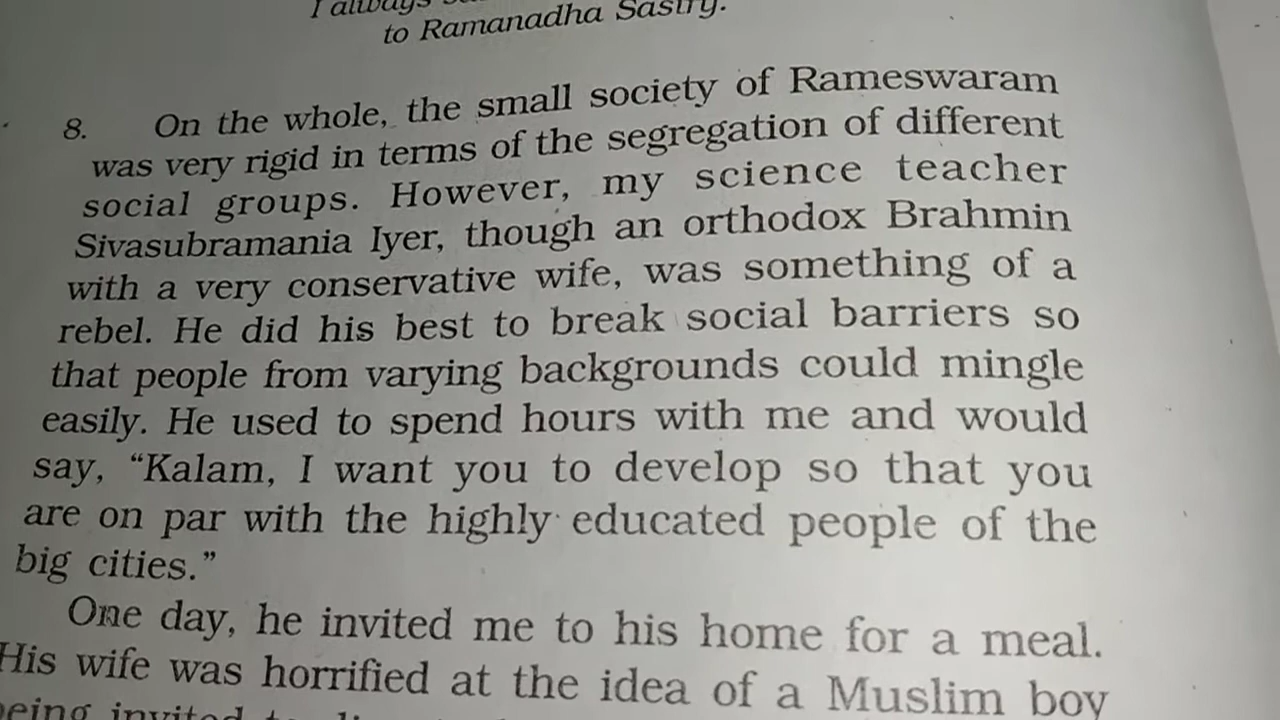 I always
to Ramanadha Sastry.
8. On the whole, the small society of Rameswaram
was very rigid in terms of the segregation of different
social groups. However, my science teacher
Sivasubramania Iyer, though an orthodox Brahmin
with a very conservative wife, was something of a
rebel. He did his best to break social barriers so
that people from varying backgrounds could mingle
easily. He used to spend hours with me and would
say, “Kalam, I want you to develop so that you
are on par with the highly educated people of the
big cities.”
One day, he invited me to his home for a meal.
His wife was horrified at the idea of a Muslim boy
being invited to